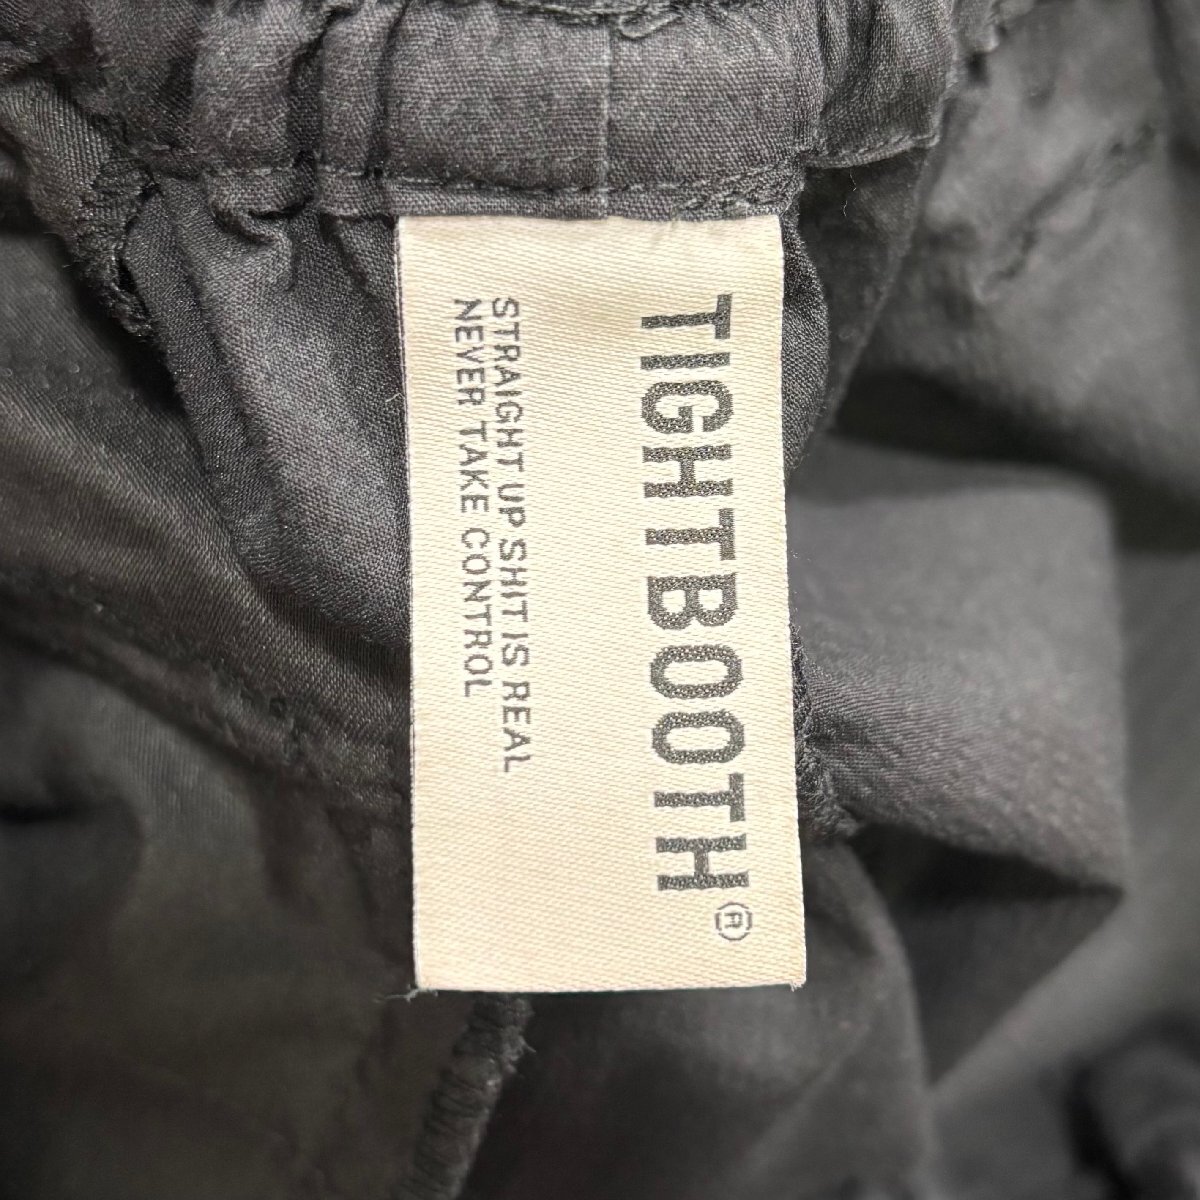 TIGHTBOOTH®
STRAIGHT UP SHIT IS REAL
NEVER TAKE CONTROL